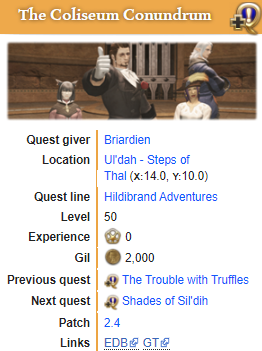 The Coliseum Conundrum
Quest giver Briardien
Location Ul'dah - Steps of
Thal (X:14.0, Y:10.0)
Quest line Hildibrand Adventures
Level 50
Experience 0
Gil 2,000
Previous quest The Trouble with Truffles
Next quest Shades of Sil'dih
Patch 2.4
Links EDB GT